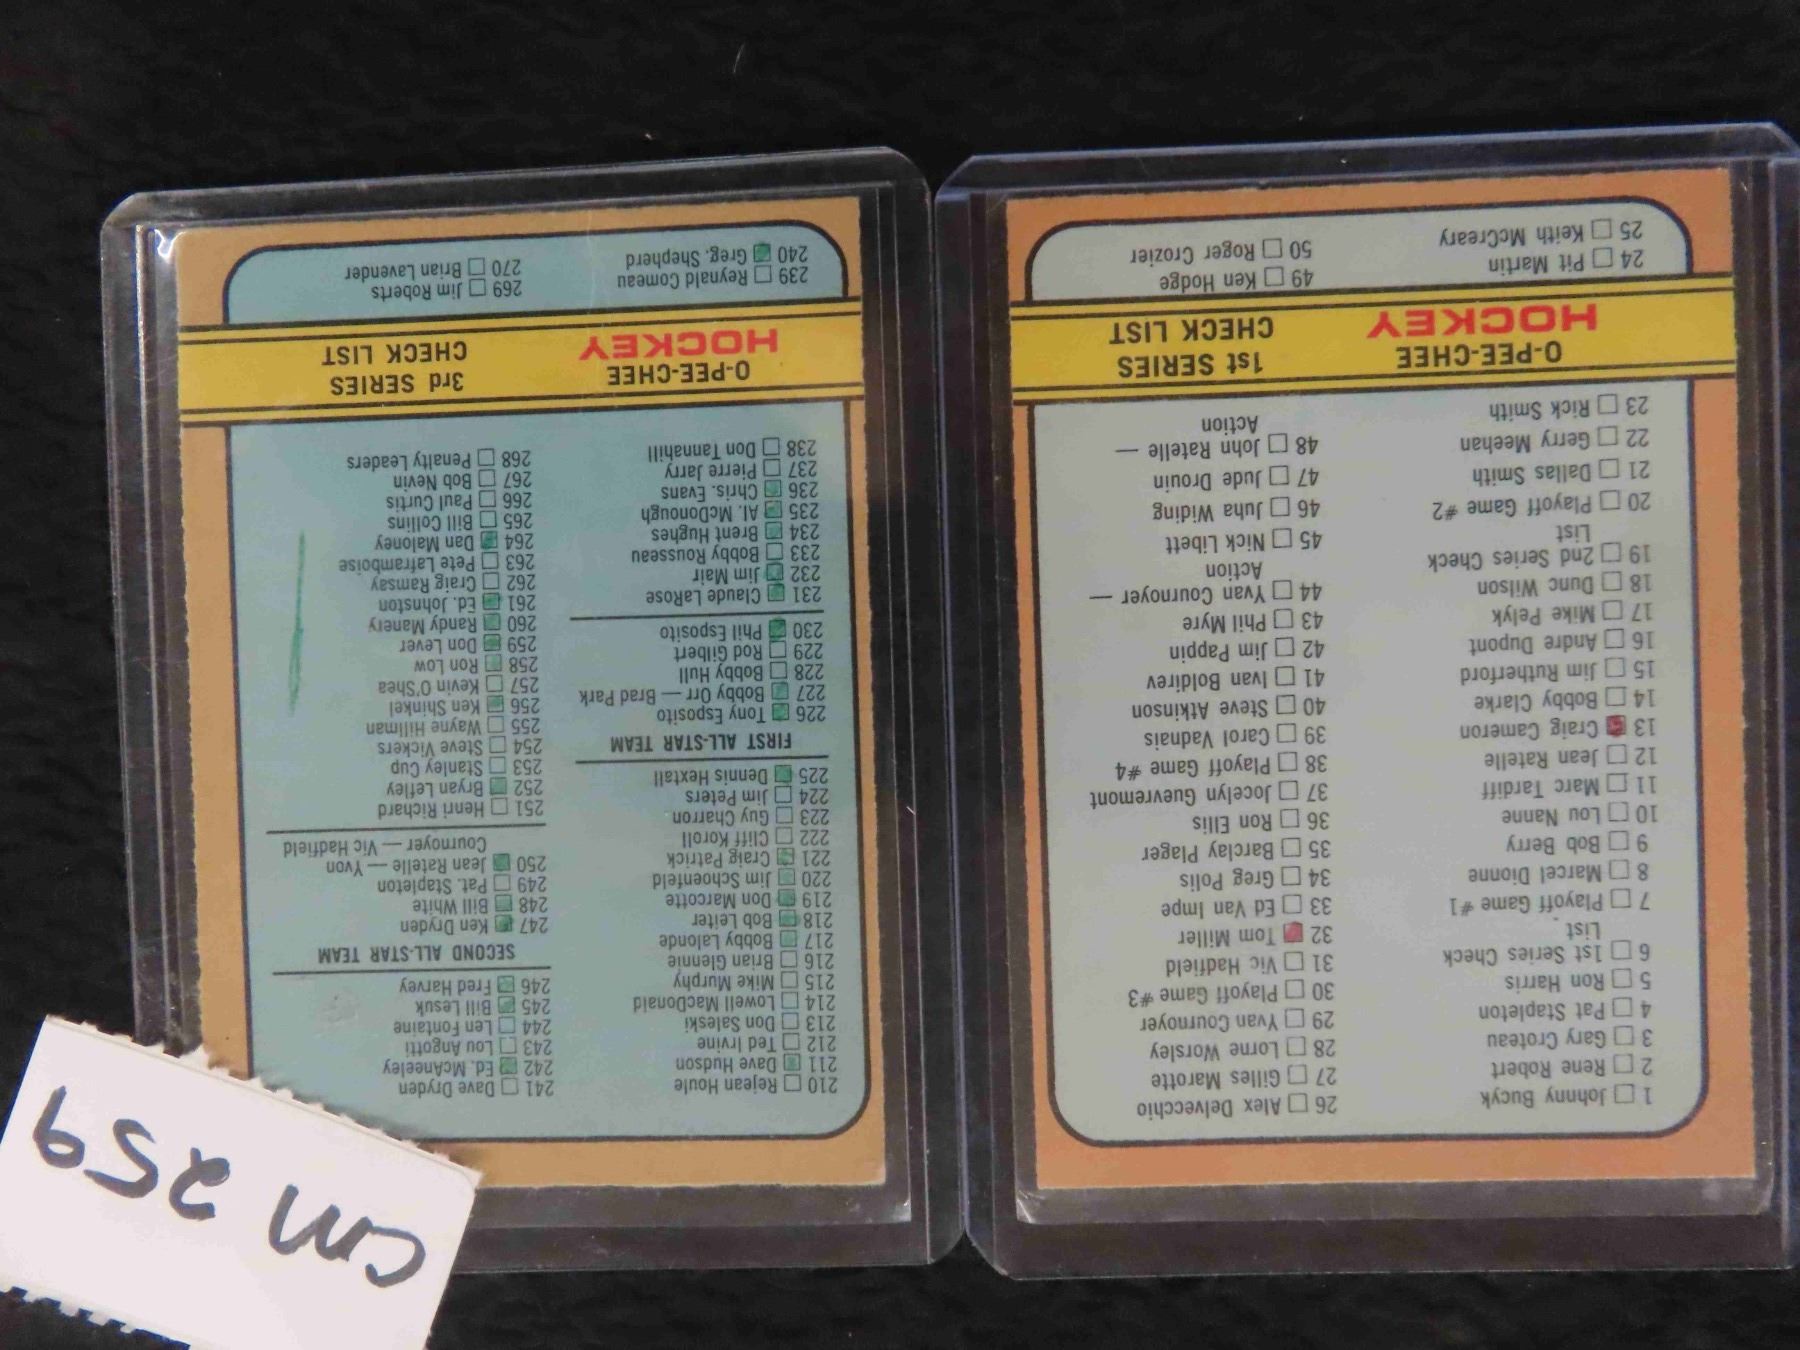 1 Johnny Bucyk
2 Rene Robert
3 Gary Croteau
4 Pat Stapleton
5 Ron Harris
6 1st Series Check
List
7 Playoff Game #1
8 Marcel Dionne
9 Bob Berry
10 Lou Nanne
11 Marc Tardiff
12 Jean Ratelle
13 Craig Cameron
14 Bobby Clarke
15 Jim Rutherford
16 Andre Dupont
17 Mike Pelyk
18 Dunc Wilson
19 2nd Series Check
List
20 Playoff Game #2
21 Dallas Smith
22 Gerry Meehan
23 Rick Smith
26 Alex Delvecchio
27 Gilles Marotte
28 Lorne Worsley
29 Yvan Cournoyer
30 Playoff Game #3
31 Vic Hadfield
32 Tom Miller
33 Ed Van Impe
34 Greg Polis
35 Barclay Plager
36 Ron Ellis
37 Jocelyn Guevremont
38 Playoff Game #4
39 Carol Vadnais
40 Steve Atkinson
41 Ivan Boldirev
42 Jim Pappin
43 Phil Myre
44 Yvan Cournoyer —
Action
45 Nick Libett
46 Juha Widing
47 Jude Drouin
48 John Ratelle —
Action
O-PEE-CHEE
HOCKEY
1st SERIES
CHECK LIST
24 Pit Martin
25 Keith McCreary
49 Ken Hodge
50 Roger Crozier
210 Rejean Houle
211 Dave Hudson
212 Ted Irvine
213 Don Saleski
214 Lowell MacDonald
215 Mike Murphy
216 Brian Glennie
217 Bobby Lalonde
218 Bob Leiter
219 Don Marcotte
220 Jim Schoenfeld
221 Craig Patrick
222 Cliff Koroll
223 Guy Charron
224 Jim Peters
225 Dennis Hextall
FIRST ALL-STAR TEAM
226 Tony Esposito
227 Bobby Orr — Brad Park
228 Bobby Hull
229 Rod Gilbert
230 Phil Esposito
231 Claude LaRose
232 Jim Mair
233 Bobby Rousseau
234 Brent Hughes
235 Al. McDonough
236 Chris. Evans
237 Pierre Jarry
238 Don Tannahill
241 Dave Dryden
242 Ed. McAneeley
243 Lou Angotti
244 Len Fontaine
245 Bill Lesuk
246 Fred Harvey
SECOND ALL-STAR TEAM
247 Ken Dryden
248 Bill White
249 Pat. Stapleton
250 Jean Ratelle — Yvon
Cournoyer — Vic Hadfield
251 Henri Richard
252 Bryan Lefley
253 Stanley Cup
254 Steve Vickers
255 Wayne Hillman
256 Ken Shinkel
257 Kevin O'Shea
258 Ron Low
259 Don Lever
260 Randy Manery
261 Ed. Johnston
262 Craig Ramsay
263 Pete Laframboise
264 Dan Maloney
265 Bill Collins
266 Paul Curtis
267 Bob Nevin
268 Penalty Leaders
O-PEE-CHEE
HOCKEY
3rd SERIES
CHECK LIST
239 Reynald Comeau
240 Greg. Shepherd
269 Jim Roberts
270 Brian Lavender
CM 259